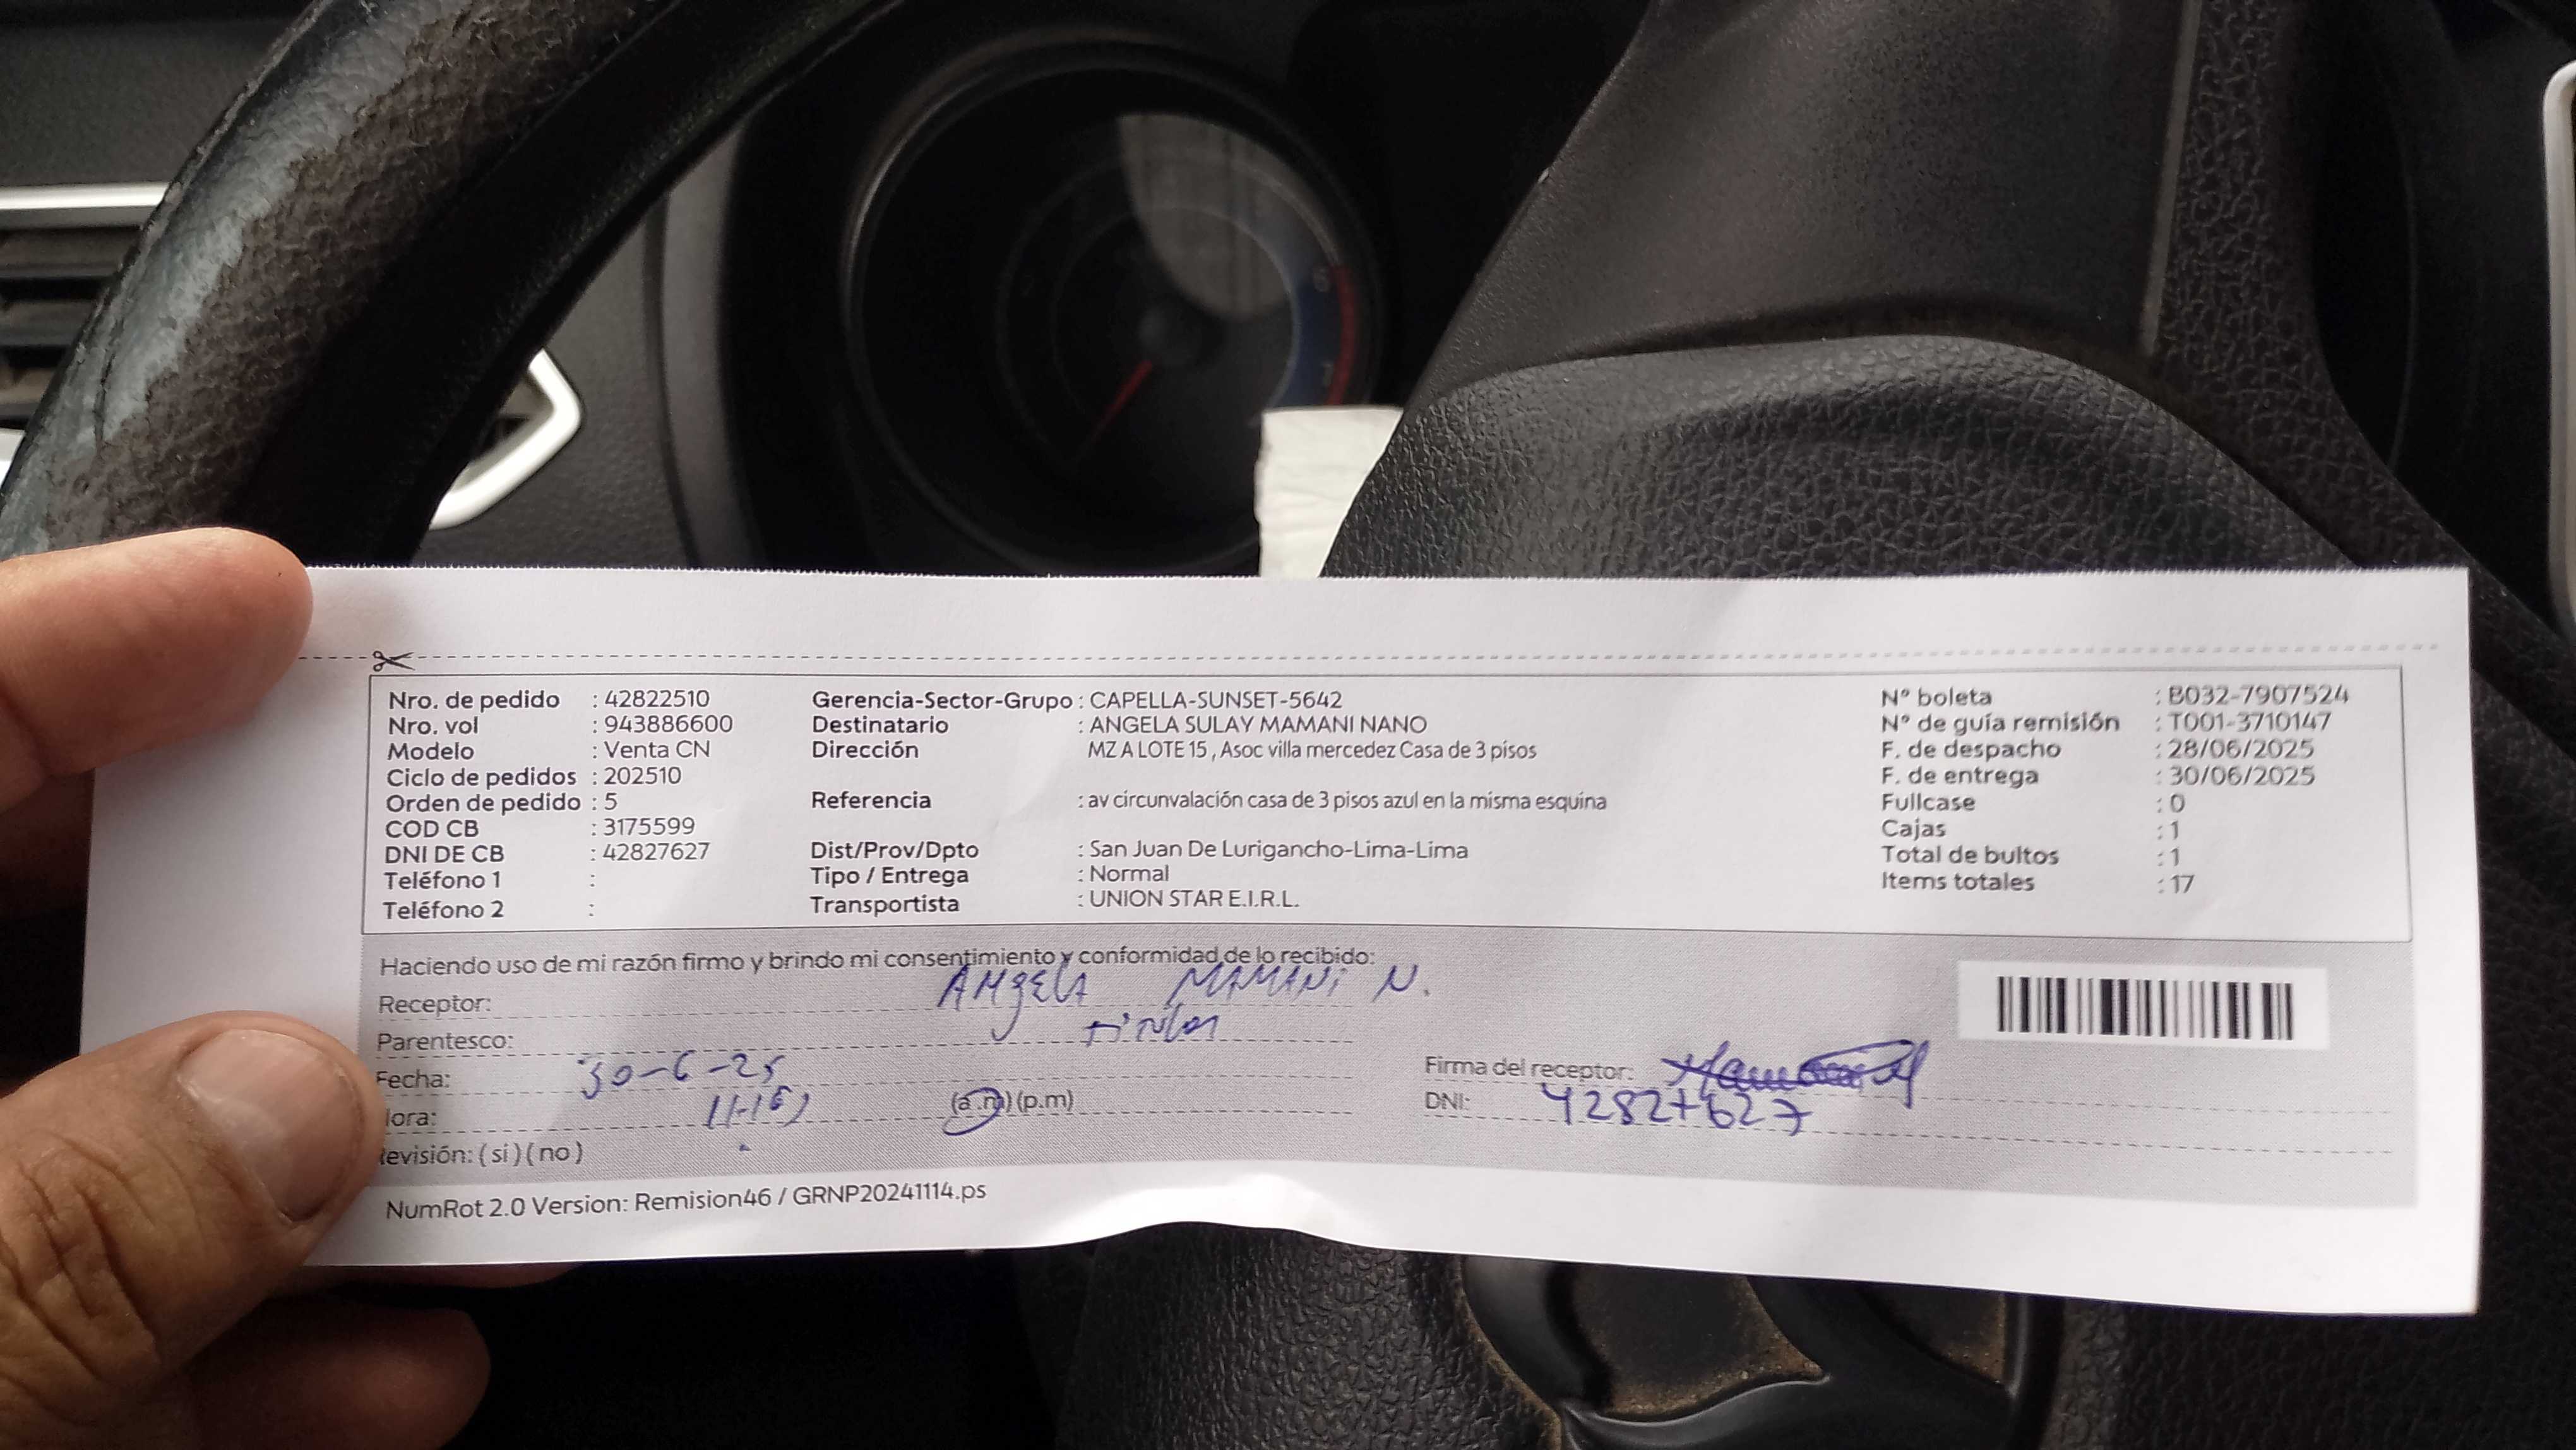 Nro. de pedido : 42822510 Gerencia-Sector-Grupo : CAPELLA-SUNSET-5642 N° boleta : B032-7907524
Nro. vol : 943886600 Destinatario : ANGELA SULAY MAMANI NANO N° de guía remisión : T001-3710147
Modelo : Venta CN Dirección MZ A LOTE 15 , Asoc villa mercedez Casa de 3 pisos F. de despacho : 28/06/2025
Ciclo de pedidos : 202510 F. de entrega : 30/06/2025
Orden de pedido : 5 Referencia : av circunvalación casa de 3 pisos azul en la misma esquina Fullcase : 0
COD CB : 3175599 Cajas : 1
DNI DE CB : 42827627 Dist/Prov/Dpto : San Juan De Lurigancho-Lima-Lima Total de bultos : 1
Teléfono 1 : Tipo / Entrega : Normal Items totales : 17
Teléfono 2 : Transportista : UNION STAR E.I.R.L.
Haciendo uso de mi razón firmo y brindo mi consentimiento y conformidad de lo recibido:
Receptor: ANgELA MAMANi N.
Parentesco:
Fecha: 30-6-25 Firma del receptor:
lora: (a.m) (p.m) DNI: 42827627
levisión: ( si ) ( no )
NumRot 2.0 Version: Remision46 / GRNP20241114.ps